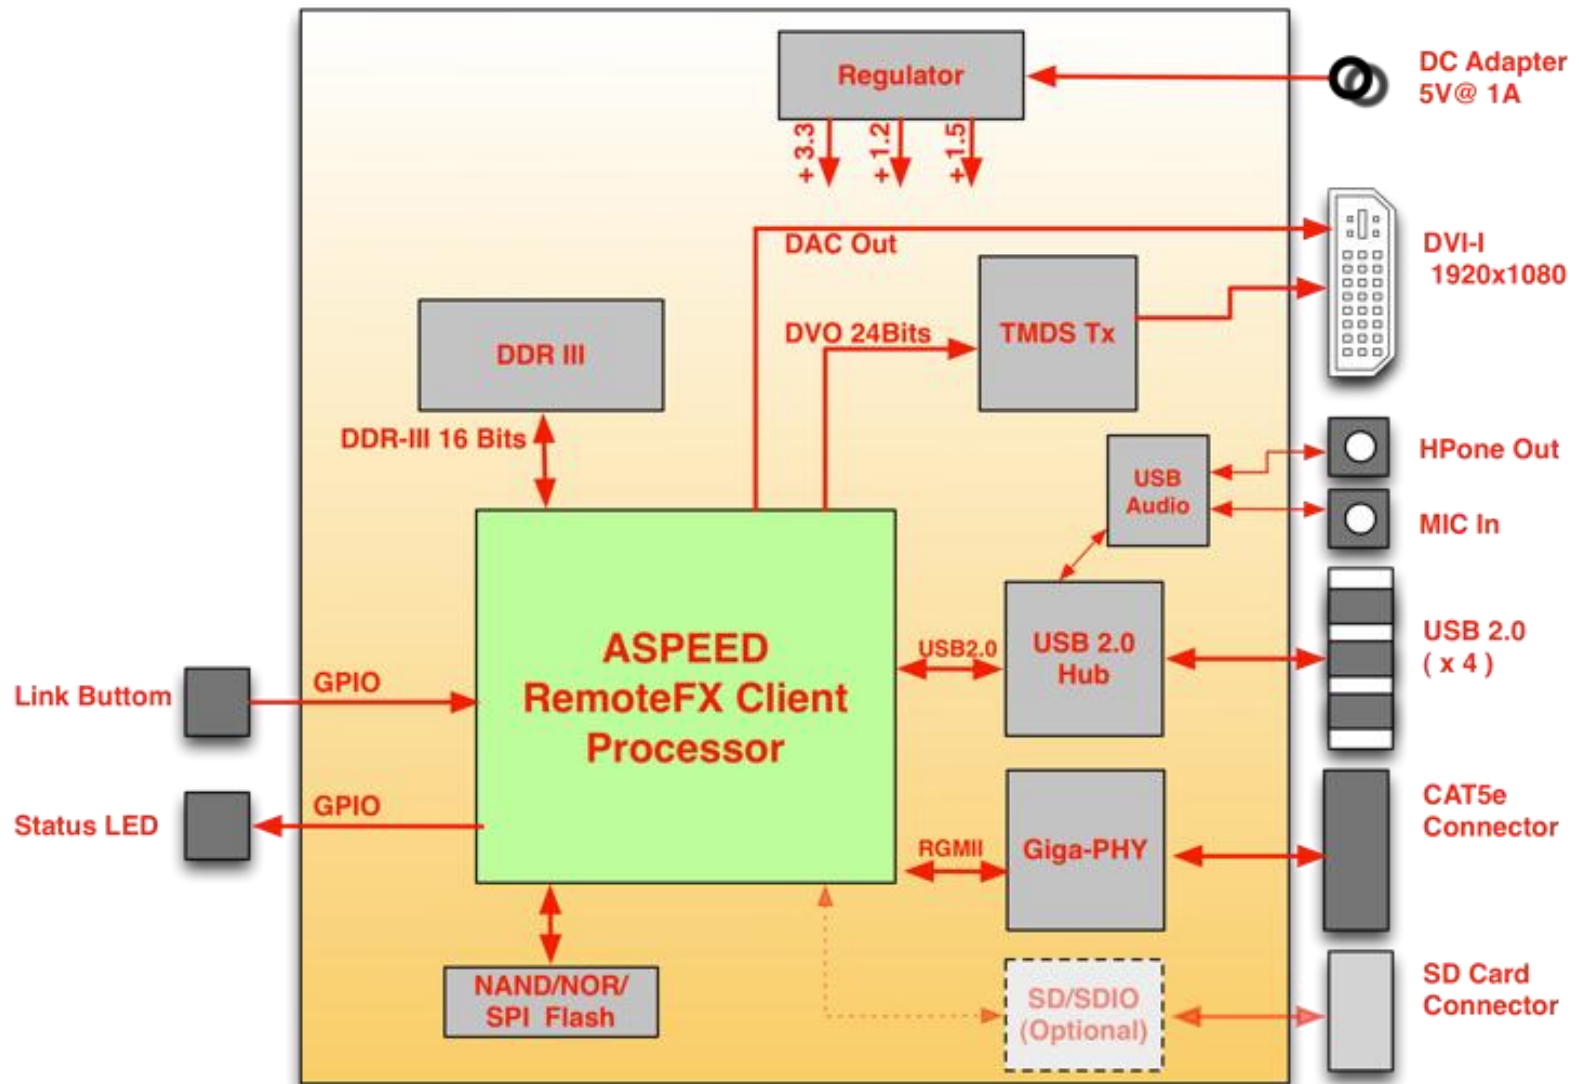 Regulator
DC Adapter
5V@ 1A
+ 3.3
+ 1.2
+ 1.5
DAC Out
DVI-I
1920x1080
DVO 24Bits
TMDS Tx
DDR III
DDR-III 16 Bits
USB
Audio
HPone Out
MIC In
ASPEED
RemoteFX Client
Processor
USB2.0
USB 2.0
Hub
USB 2.0
( x 4 )
Link Buttom
GPIO
Status LED
GPIO
RGMII
Giga-PHY
CAT5e
Connector
NAND/NOR/
SPI Flash
SD/SDIO
(Optional)
SD Card
Connector